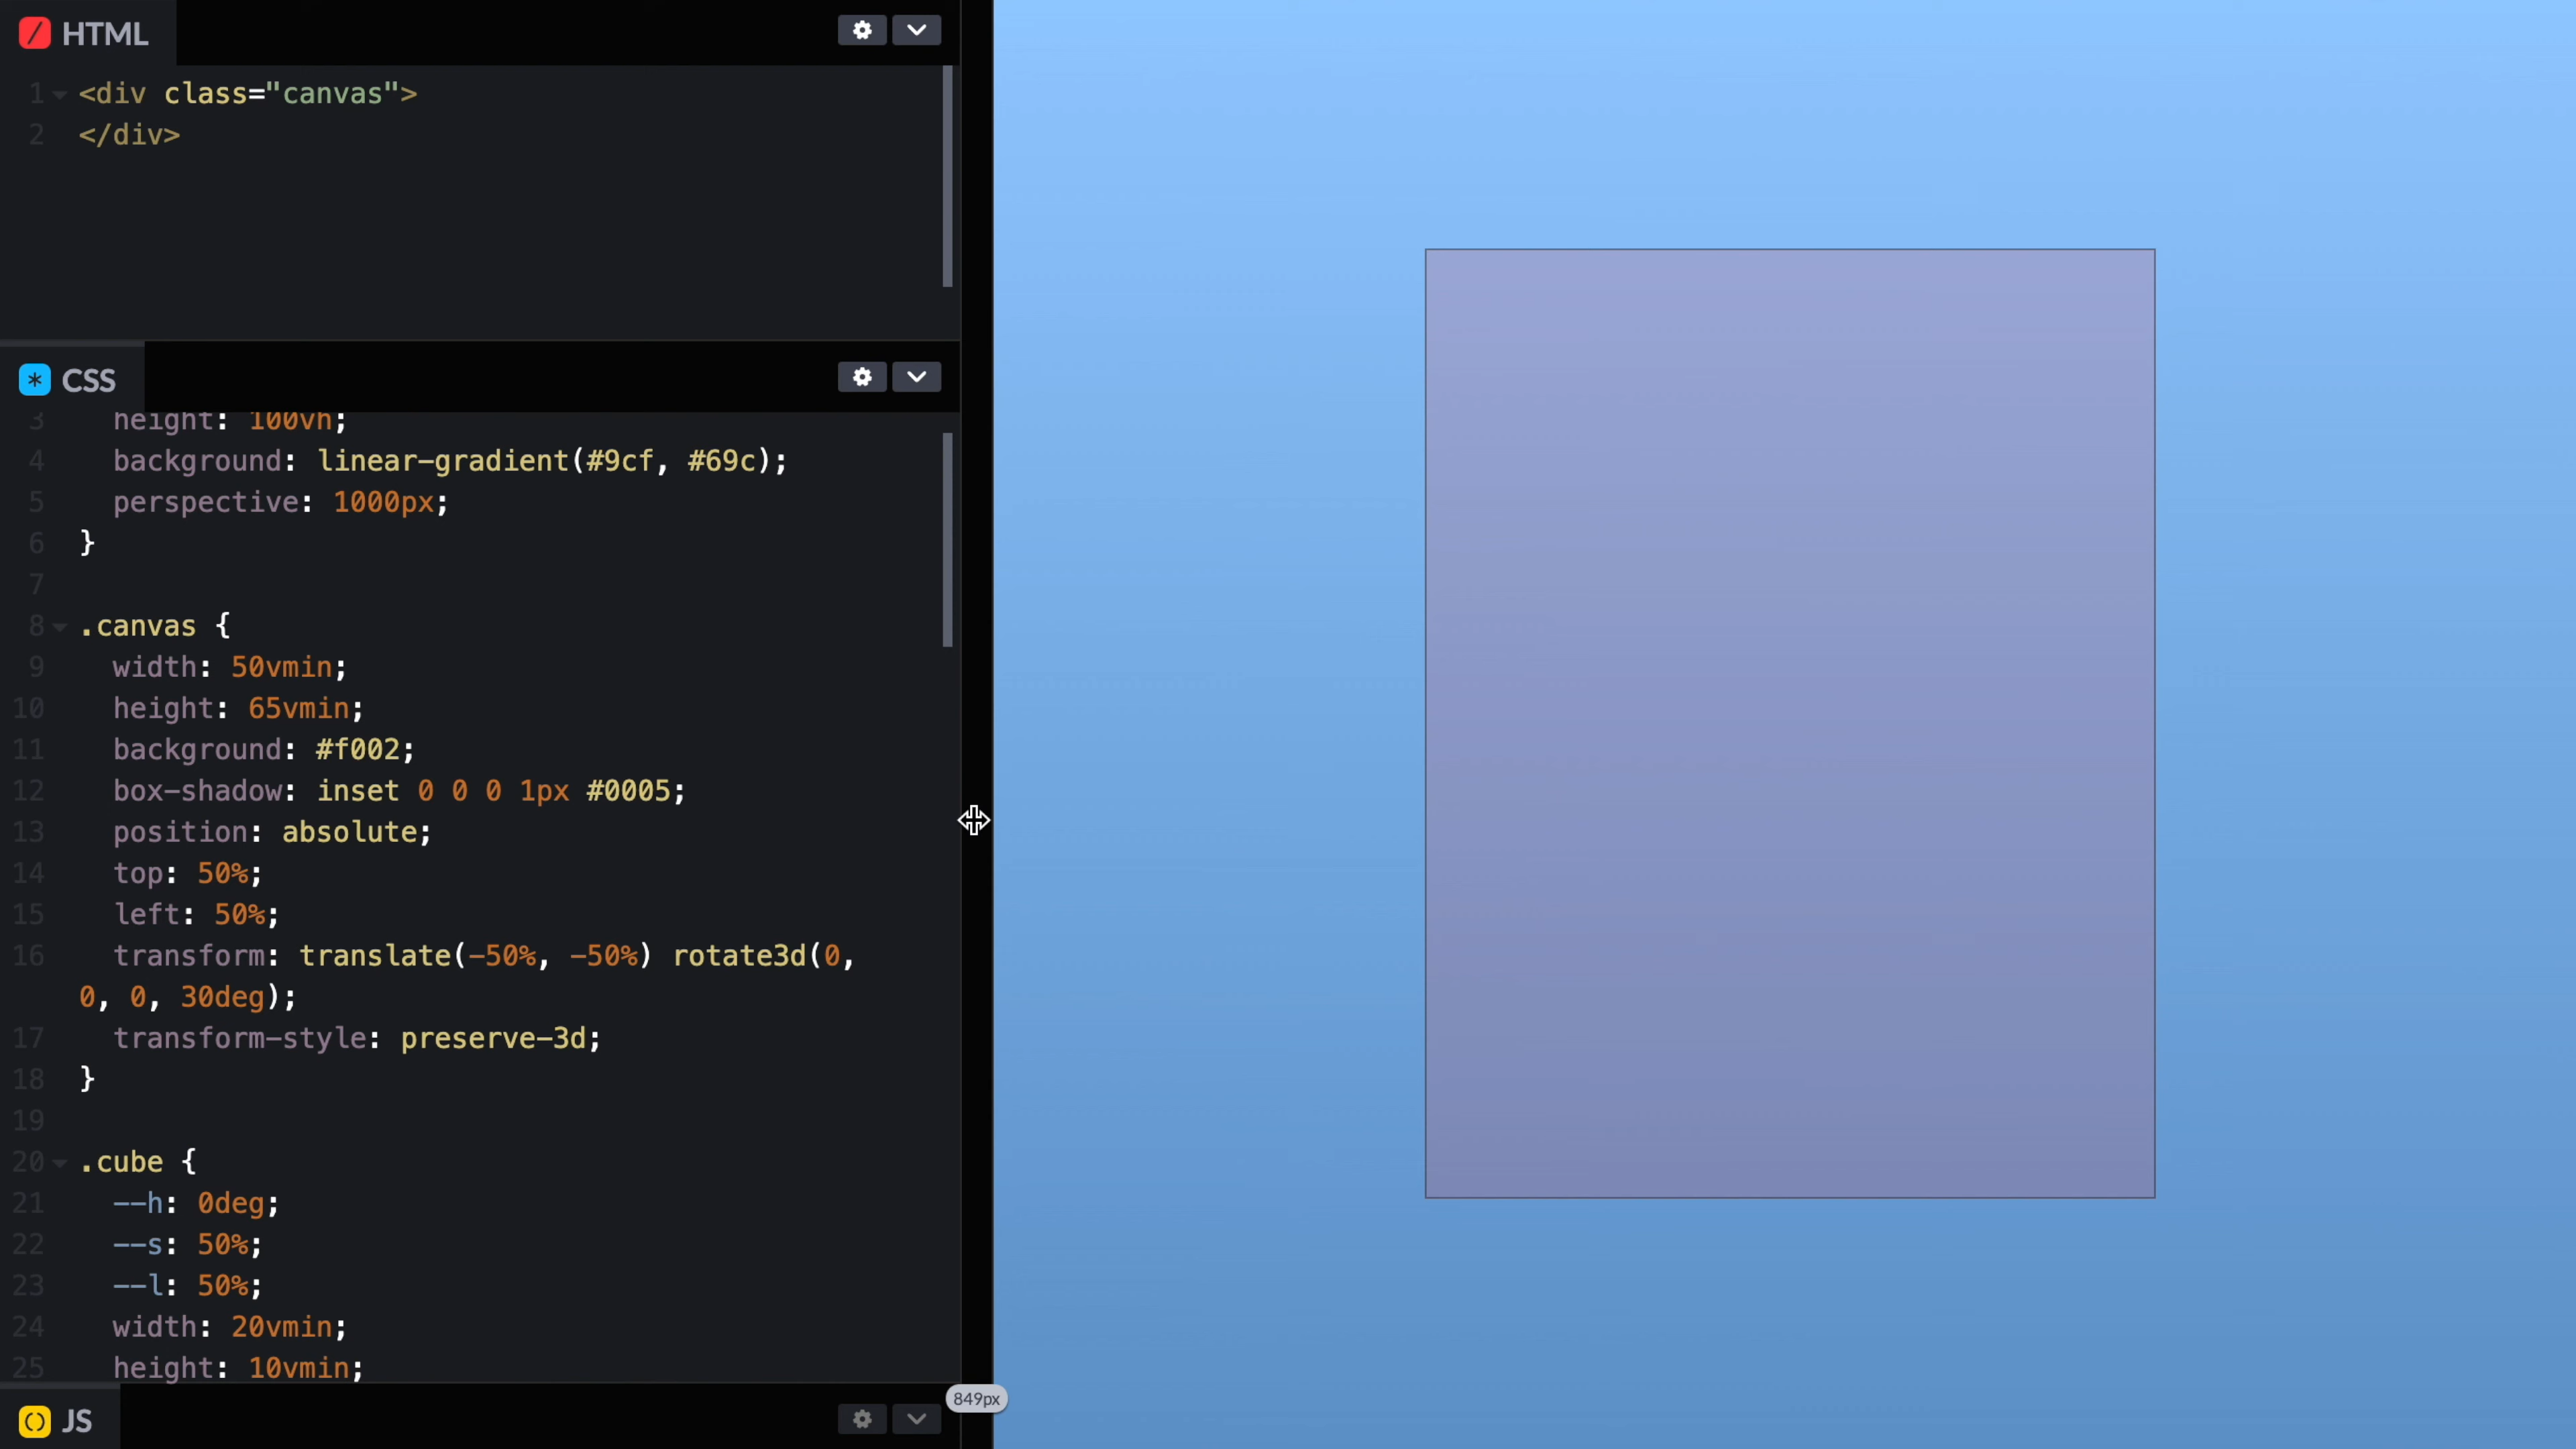 HTML
1 <div class="canvas">
2 </div>
CSS
3 height: 100vh;
4 background: linear-gradient(#9cf, #69c);
5 perspective: 1000px;
6 }
7
8 .canvas {
9 width: 50vmin;
10 height: 65vmin;
11 background: #f002;
12 box-shadow: inset 0 0 0 1px #0005;
13 position: absolute;
14 top: 50%;
15 left: 50%;
16 transform: translate(-50%, -50%) rotate3d(0,
0, 0, 30deg);
17 transform-style: preserve-3d;
18 }
19
20 .cube {
21 --h: 0deg;
22 --s: 50%;
23 --l: 50%;
24 width: 20vmin;
25 height: 10vmin;
849px
JS